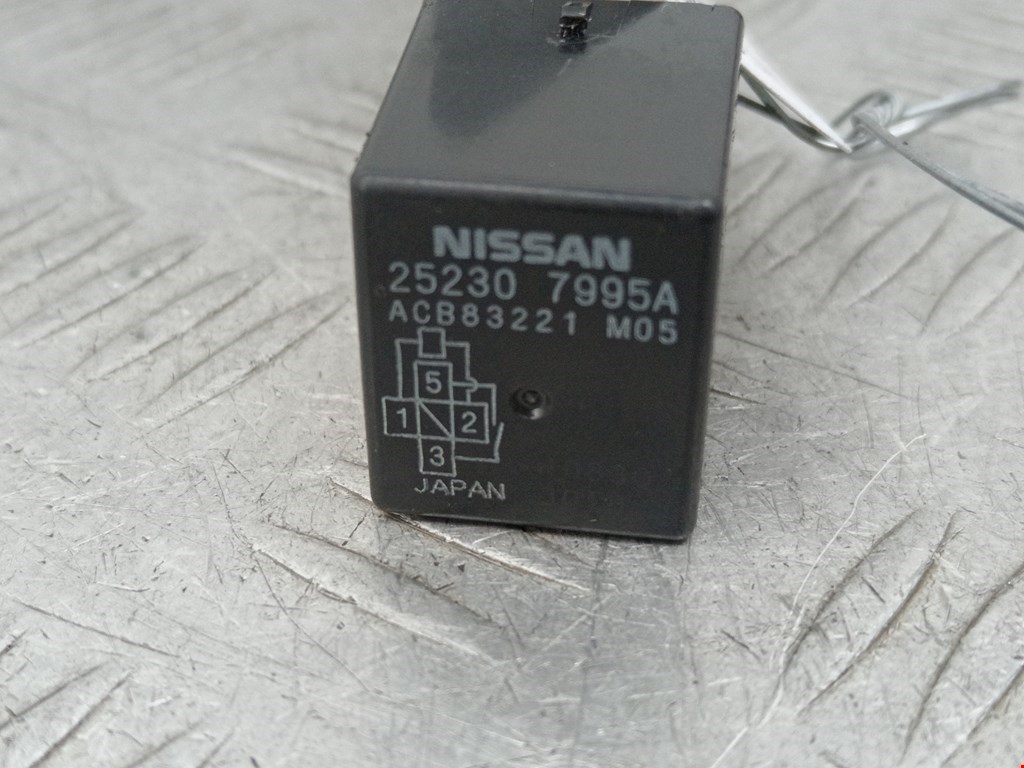 NISSAN
25230 7995A
ACB83221 M05
5
1 2
3
JAPAN